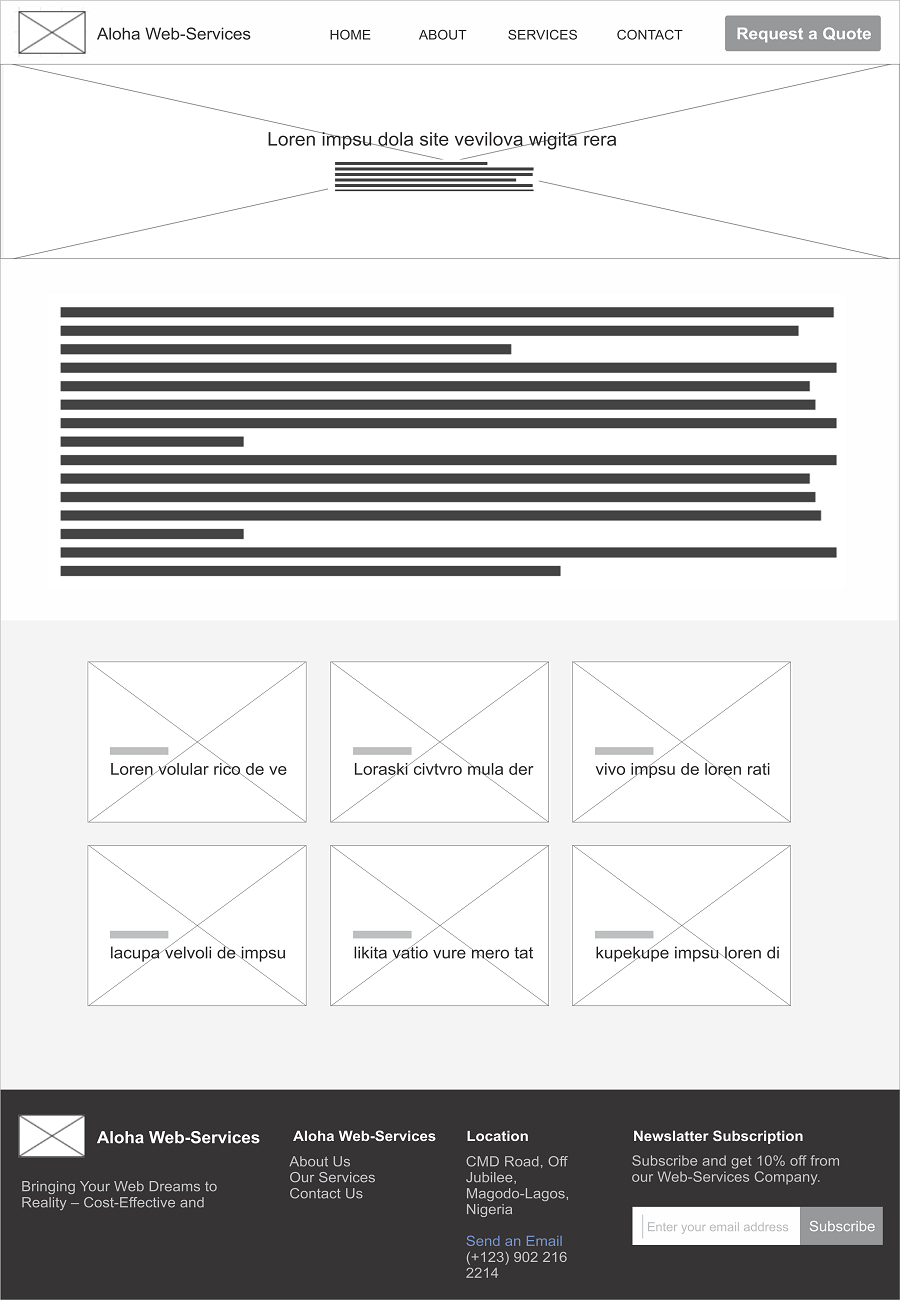 Aloha Web-Services
HOME ABOUT SERVICES CONTACT Request a Quote
Loren impsu dola site vevilova wigita rera
Loren volular rico de ve
Loraski civtvro mula der
vivo impsu de loren rati
lacupa velvoli de impsu
likita vatio vure mero tat
kupekupe impsu loren di
Aloha Web-Services
Bringing Your Web Dreams to
Reality – Cost-Effective and
Aloha Web-Services
About Us
Our Services
Contact Us
Location
CMD Road, Off
Jubilee,
Magodo-Lagos,
Nigeria
Send an Email
(+123) 902 216
2214
Newslatter Subscription
Subscribe and get 10% off from
our Web-Services Company.
Enter your email address Subscribe